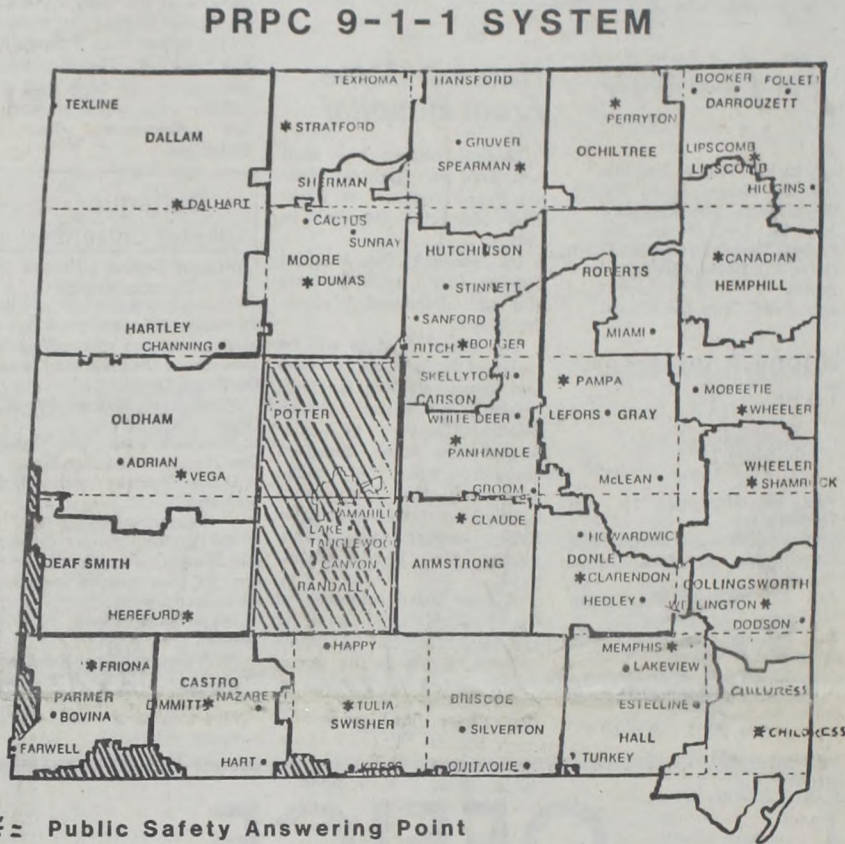 PRPC 9-1-1 SYSTEM
TEXHOMA HANSFORD BOOKER FOLLETT
TEXLINE DARROUZETT
PERRYTON
STRATFORD
DALLAM GRUVER OCHILTREE LIPSCOMB
SPEARMAN LIPSCOMB
SHERMAN HIGGINS
DALHART
CACTUS
SUNRAY
MOORE HUTCHINSON CANADIAN
DUMAS ROBERTS HEMPHILL
STINNETT
SANFORD
HARTLEY MIAMI
CHANNING FRITCH BORGER
SKELLYTOWN PAMPA MOBEETIE
CARSON
OLDHAM POTTER WHITE DEER LEFORS GRAY WHEELER
PANHANDLE
ADRIAN WHEELER
VEGA GROOM McLEAN SHAMROCK
AMARILLO
LAKE CLAUDE
TANGLEWOOD HOWARDWICK
DEAF SMITH CANYON ARMSTRONG DONLEY
RANDALL CLARENDON COLLINGSWORTH
HEDLEY WELLINGTON
HEREFORD DODSON
HAPPY MEMPHIS
FRIONA LAKEVIEW
CASTRO
PARMER DIMMITT NAZARETH TULIA BRISCOE CHILDRESS
BOVINA SWISHER ESTELLINE
SILVERTON HALL CHILDRESS
FARWELL
HART KRESS QUITAQUE TURKEY
Public Safety Answering Point